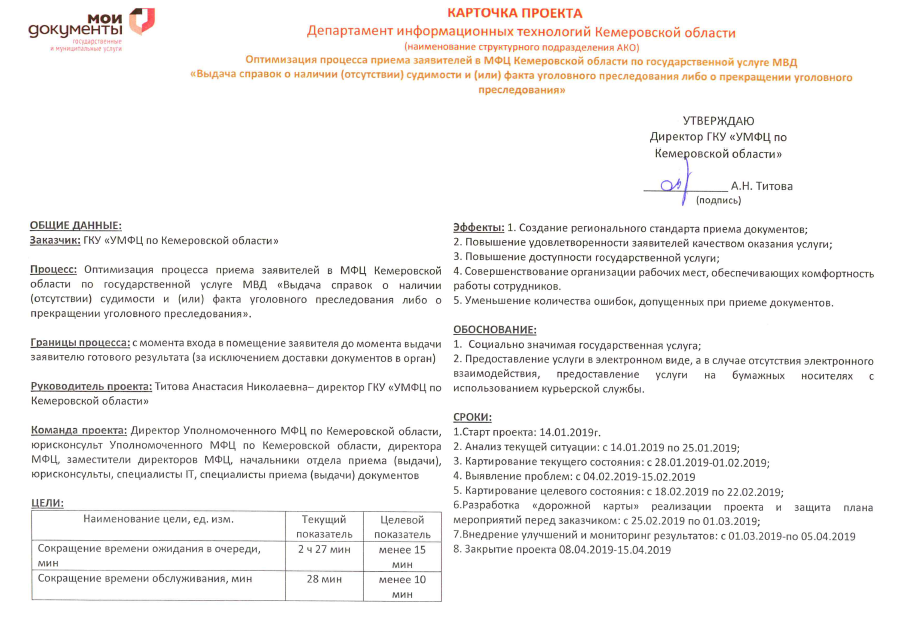 мои
документы
государственные
и муниципальные услуги
КАРТОЧКА ПРОЕКТА
Департамент информационных технологий Кемеровской области
(наименование структурного подразделения АКО)
Оптимизация процесса приема заявителей в МФЦ Кемеровской области по государственной услуге МВД
«Выдача справок о наличии (отсутствии) судимости и (или) факта уголовного преследования либо о прекращении уголовного
преследования»
УТВЕРЖДАЮ
Директор ГКУ «УМФЦ по
Кемеровской области»
А.Н. Титова
(подпись)
ОБЩИЕ ДАННЫЕ:
Заказчик: ГКУ «УМФЦ по Кемеровской области»
Процесс: Оптимизация процесса приема заявителей в МФЦ Кемеровской
области по государственной услуге МВД «Выдача справок о наличии
(отсутствии) судимости и (или) факта уголовного преследования либо о
прекращении уголовного преследования».
Границы процесса: с момента входа в помещение заявителя до момента выдачи
заявителю готового результата (за исключением доставки документов в орган)
Руководитель проекта: Титова Анастасия Николаевна– директор ГКУ «УМФЦ по
Кемеровской области»
Команда проекта: Директор Уполномоченного МФЦ по Кемеровской области,
юрисконсульт Уполномоченного МФЦ по Кемеровской области, директора
МФЦ, заместители директоров МФЦ, начальники отдела приема (выдачи),
юрисконсульты, специалисты IT, специалисты приема (выдачи) документов
ЦЕЛИ:
Наименование цели, ед. изм. Текущий показатель Целевой показатель
Сокращение времени ожидания в очереди, мин 2 ч 27 мин менее 15 мин
Сокращение времени обслуживания, мин 28 мин менее 10 мин
Эффекты: 1. Создание регионального стандарта приема документов;
2. Повышение удовлетворенности заявителей качеством оказания услуги;
3. Повышение доступности государственной услуги;
4. Совершенствование организации рабочих мест, обеспечивающих комфортность
работы сотрудников.
5. Уменьшение количества ошибок, допущенных при приеме документов.
ОБОСНОВАНИЕ:
1. Социально значимая государственная услуга;
2. Предоставление услуги в электронном виде, а в случае отсутствия электронного
взаимодействия, предоставление услуги на бумажных носителях с
использованием курьерской службы.
СРОКИ:
1.Старт проекта: 14.01.2019г.
2. Анализ текущей ситуации: с 14.01.2019 по 25.01.2019;
3. Картирование текущего состояния: с 28.01.2019-01.02.2019;
4. Выявление проблем: с 04.02.2019-15.02.2019
5. Картирование целевого состояния: с 18.02.2019 по 22.02.2019;
6.Разработка «дорожной карты» реализации проекта и защита плана
мероприятий перед заказчиком: с 25.02.2019 по 01.03.2019;
7.Внедрение улучшений и мониторинг результатов: с 01.03.2019-по 05.04.2019
8. Закрытие проекта 08.04.2019-15.04.2019